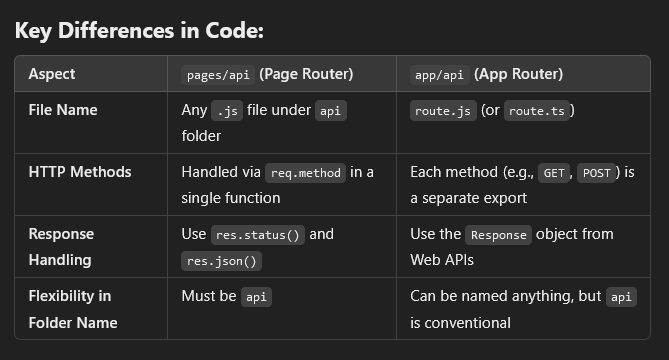 Key Differences in Code:
Aspect pages/api (Page Router) app/api (App Router)
File Name Any .js file under api route.js (or route.ts)
folder
HTTP Methods Handled via req.method in a Each method (e.g., GET, POST) is
single function a separate export
Response Use res.status() and Use the Response object from
Handling res.json() Web APIs
Flexibility in Must be api Can be named anything, but api
Folder Name is conventional